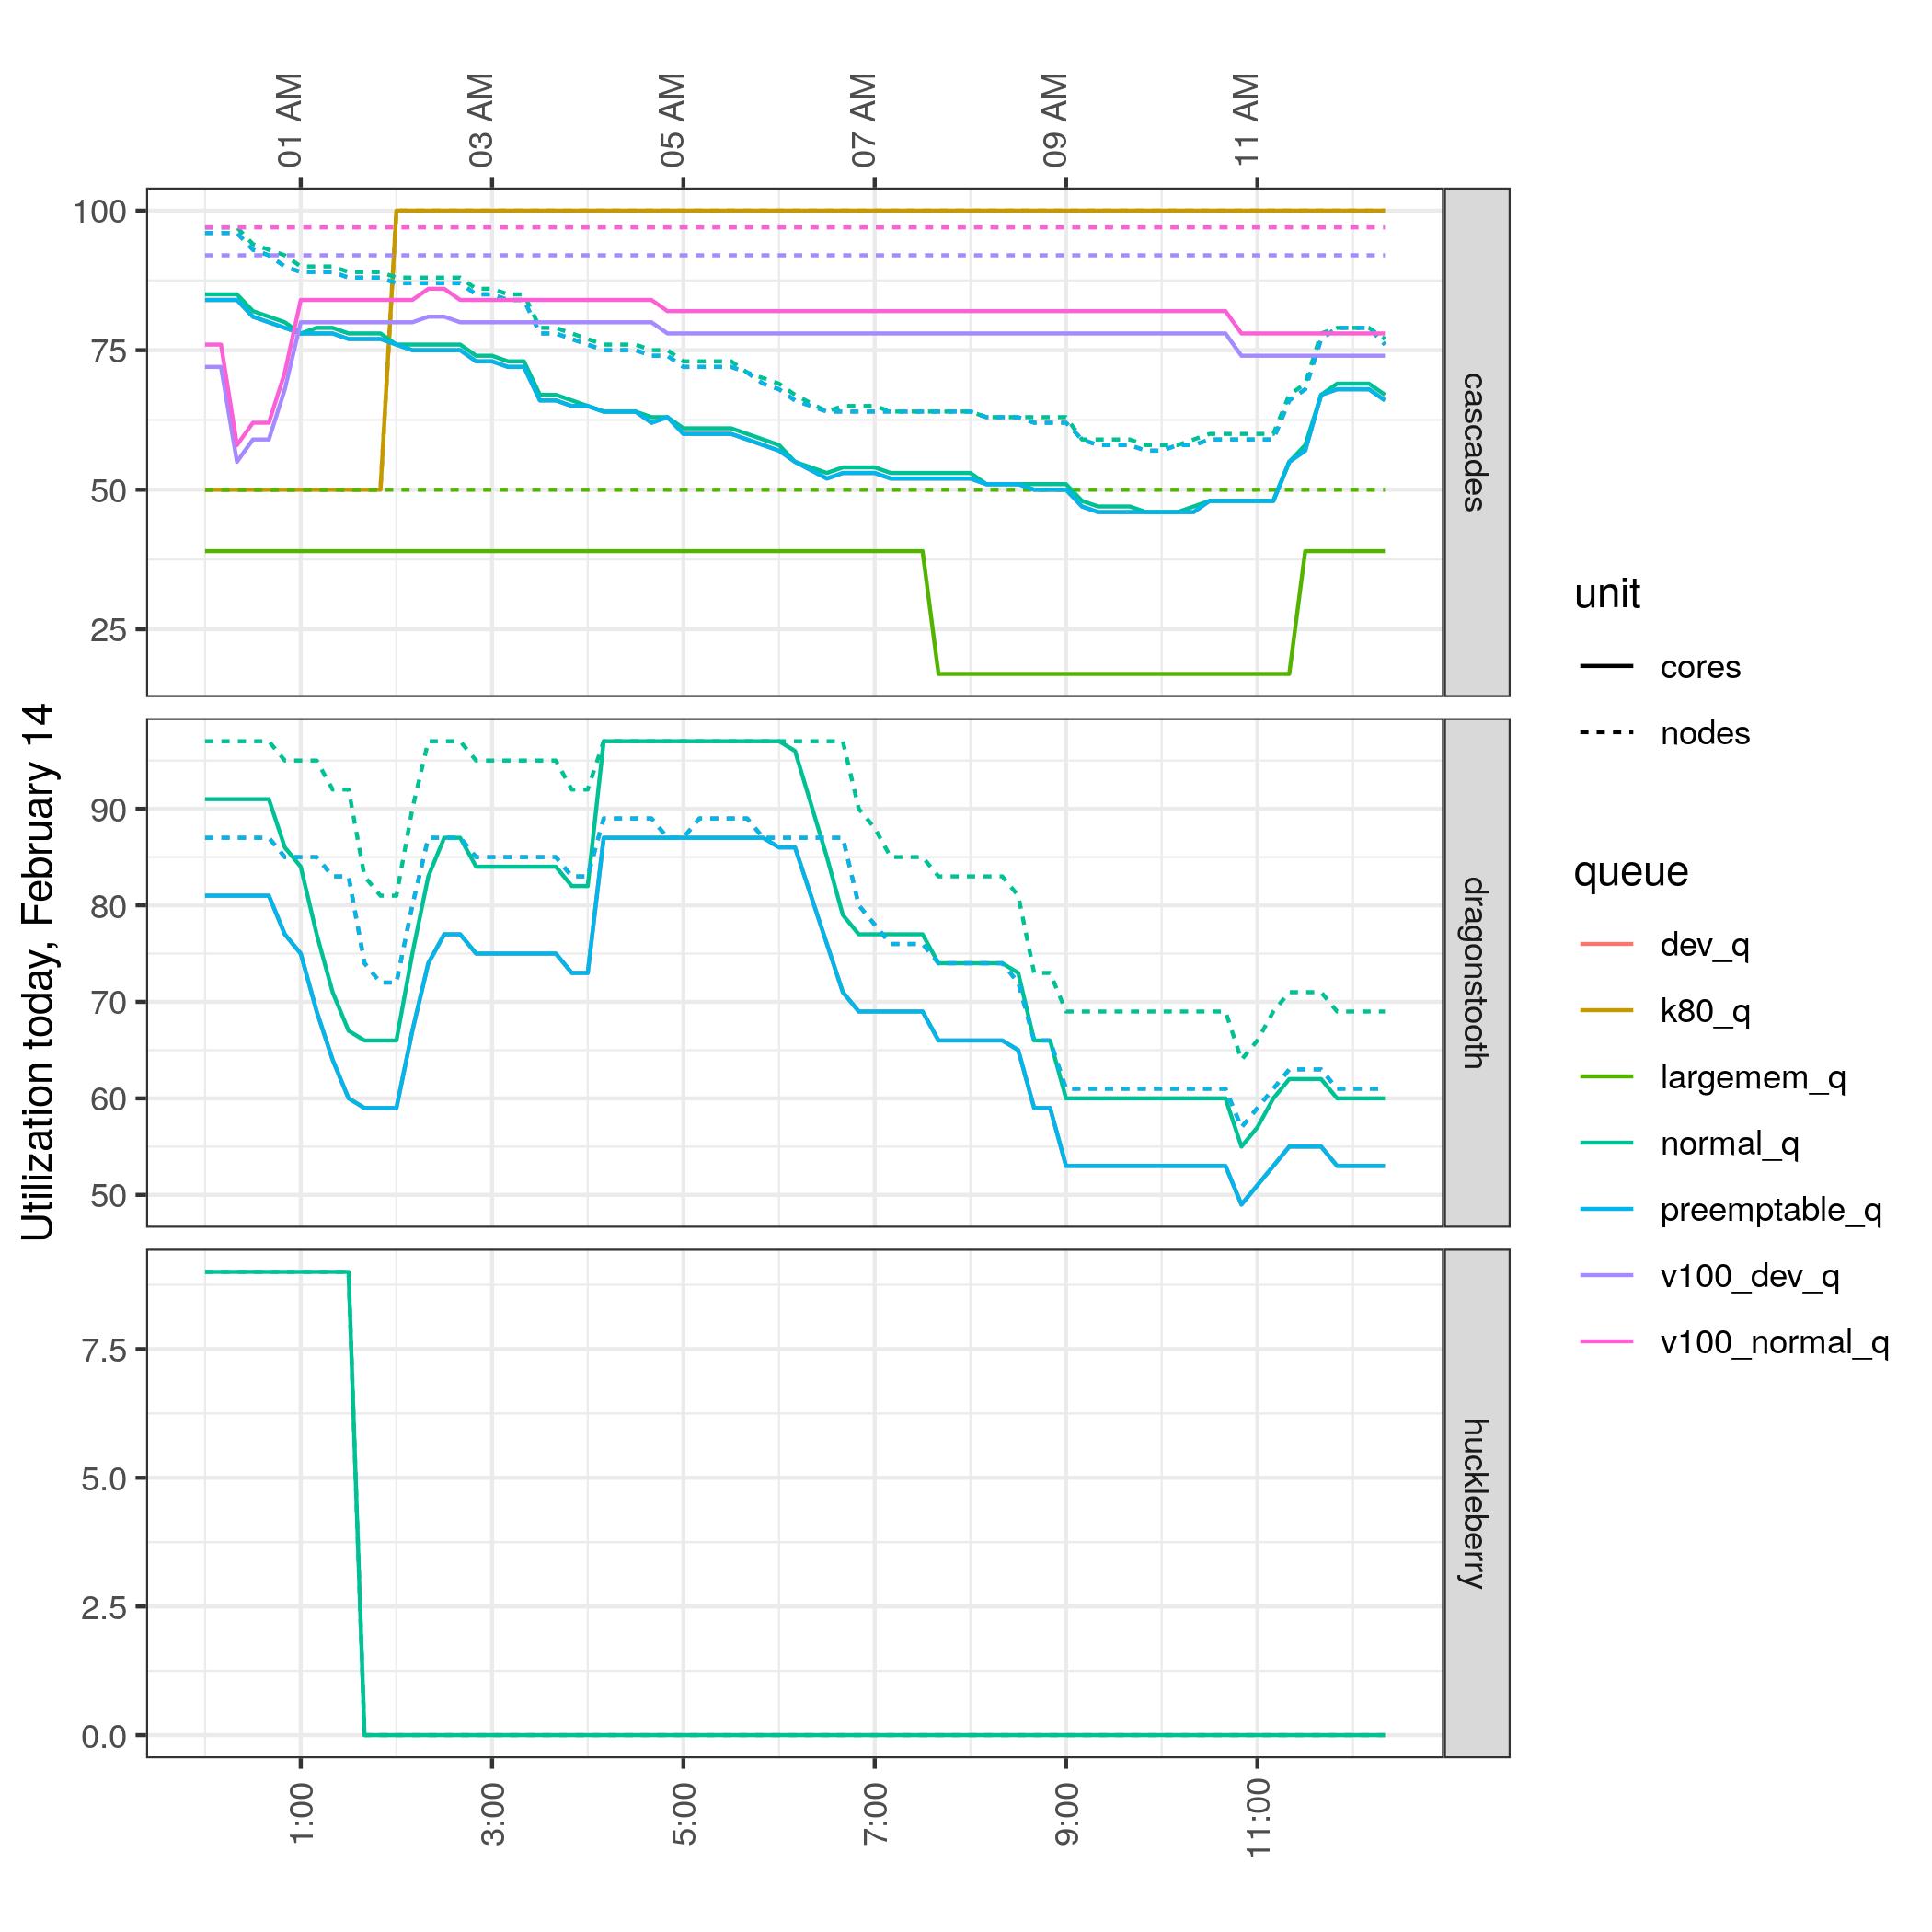 01 AM
03 AM
05 AM
07 AM
09 AM
11 AM
100
75
50
25
cascades
90
80
70
60
50
dragonstooth
7.5
5.0
2.5
0.0
huckleberry
1:00
3:00
5:00
7:00
9:00
11:00
Utilization today, February 14
unit
cores
nodes
queue
dev_q
k80_q
largemem_q
normal_q
preemptable_q
v100_dev_q
v100_normal_q